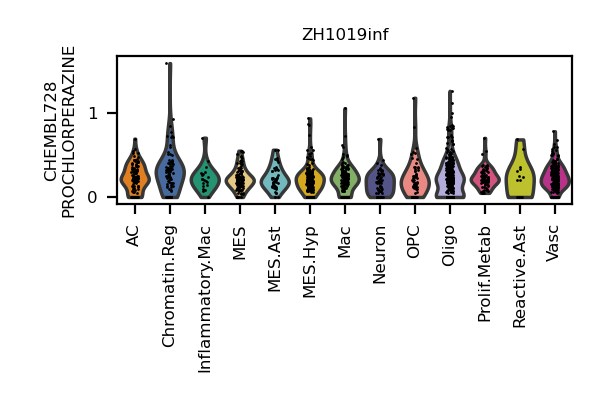 ZH1019inf
CHEMBL728
PROCHLORPERAZINE
1
0
AC
Chromatin.Reg
Inflammatory.Mac
MES
MES.Ast
MES.Hyp
Mac
Neuron
OPC
Oligo
Prolif.Metab
Reactive.Ast
Vasc